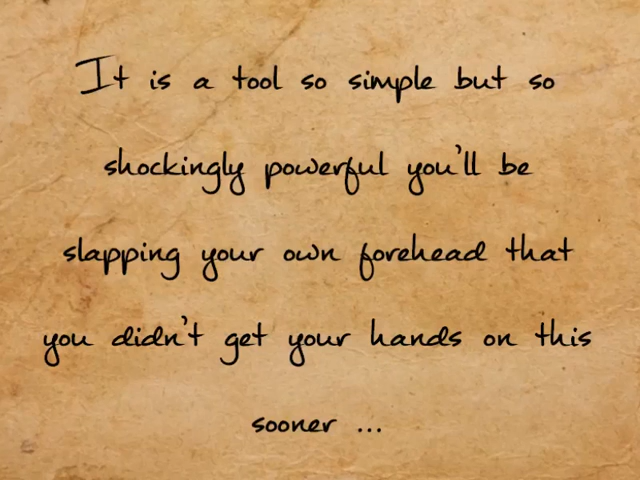 It is a tool so simple but so
shockingly powerful you'll be
slapping your own forehead that
you didn't get your hands on this
sooner ...